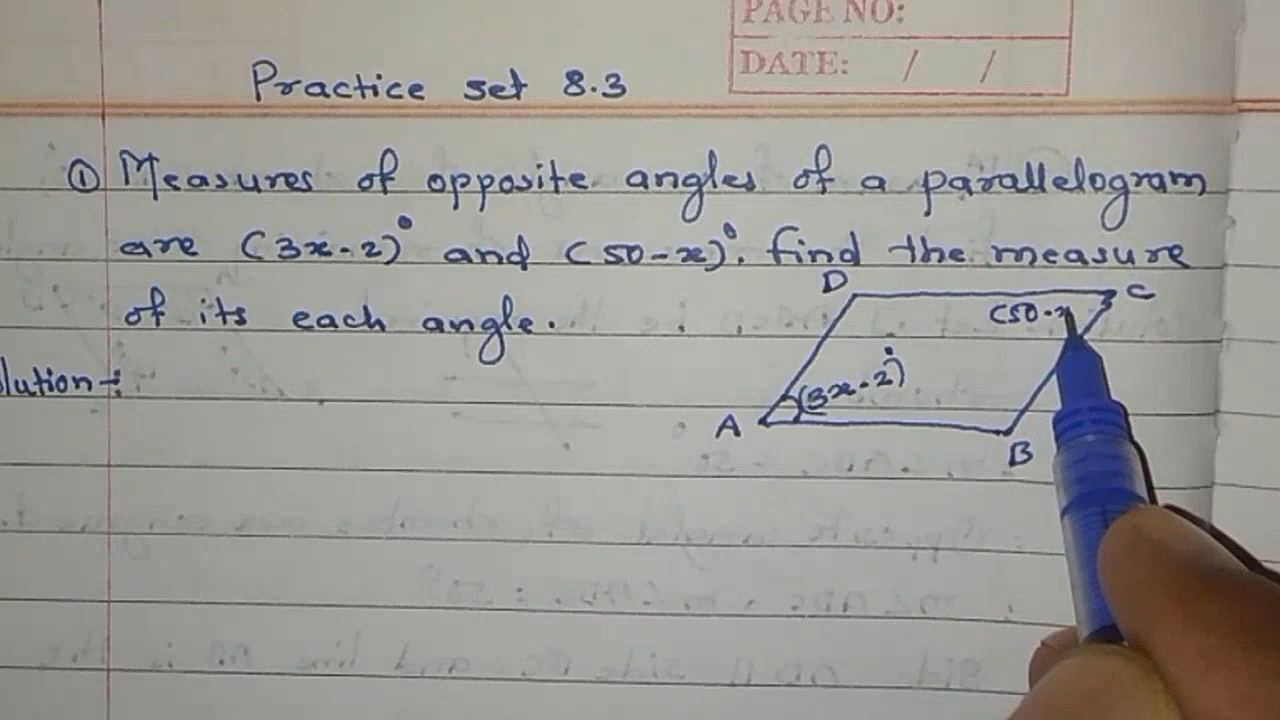 PAGE NO:
DATE: / /
Practice set 8.3
① Measures of opposite angles of a parallelogram
are (3x-2)° and (50-x)°. find the measure
of its each angle.
D C
(50-x
lution-:
(3x-2)°
A B